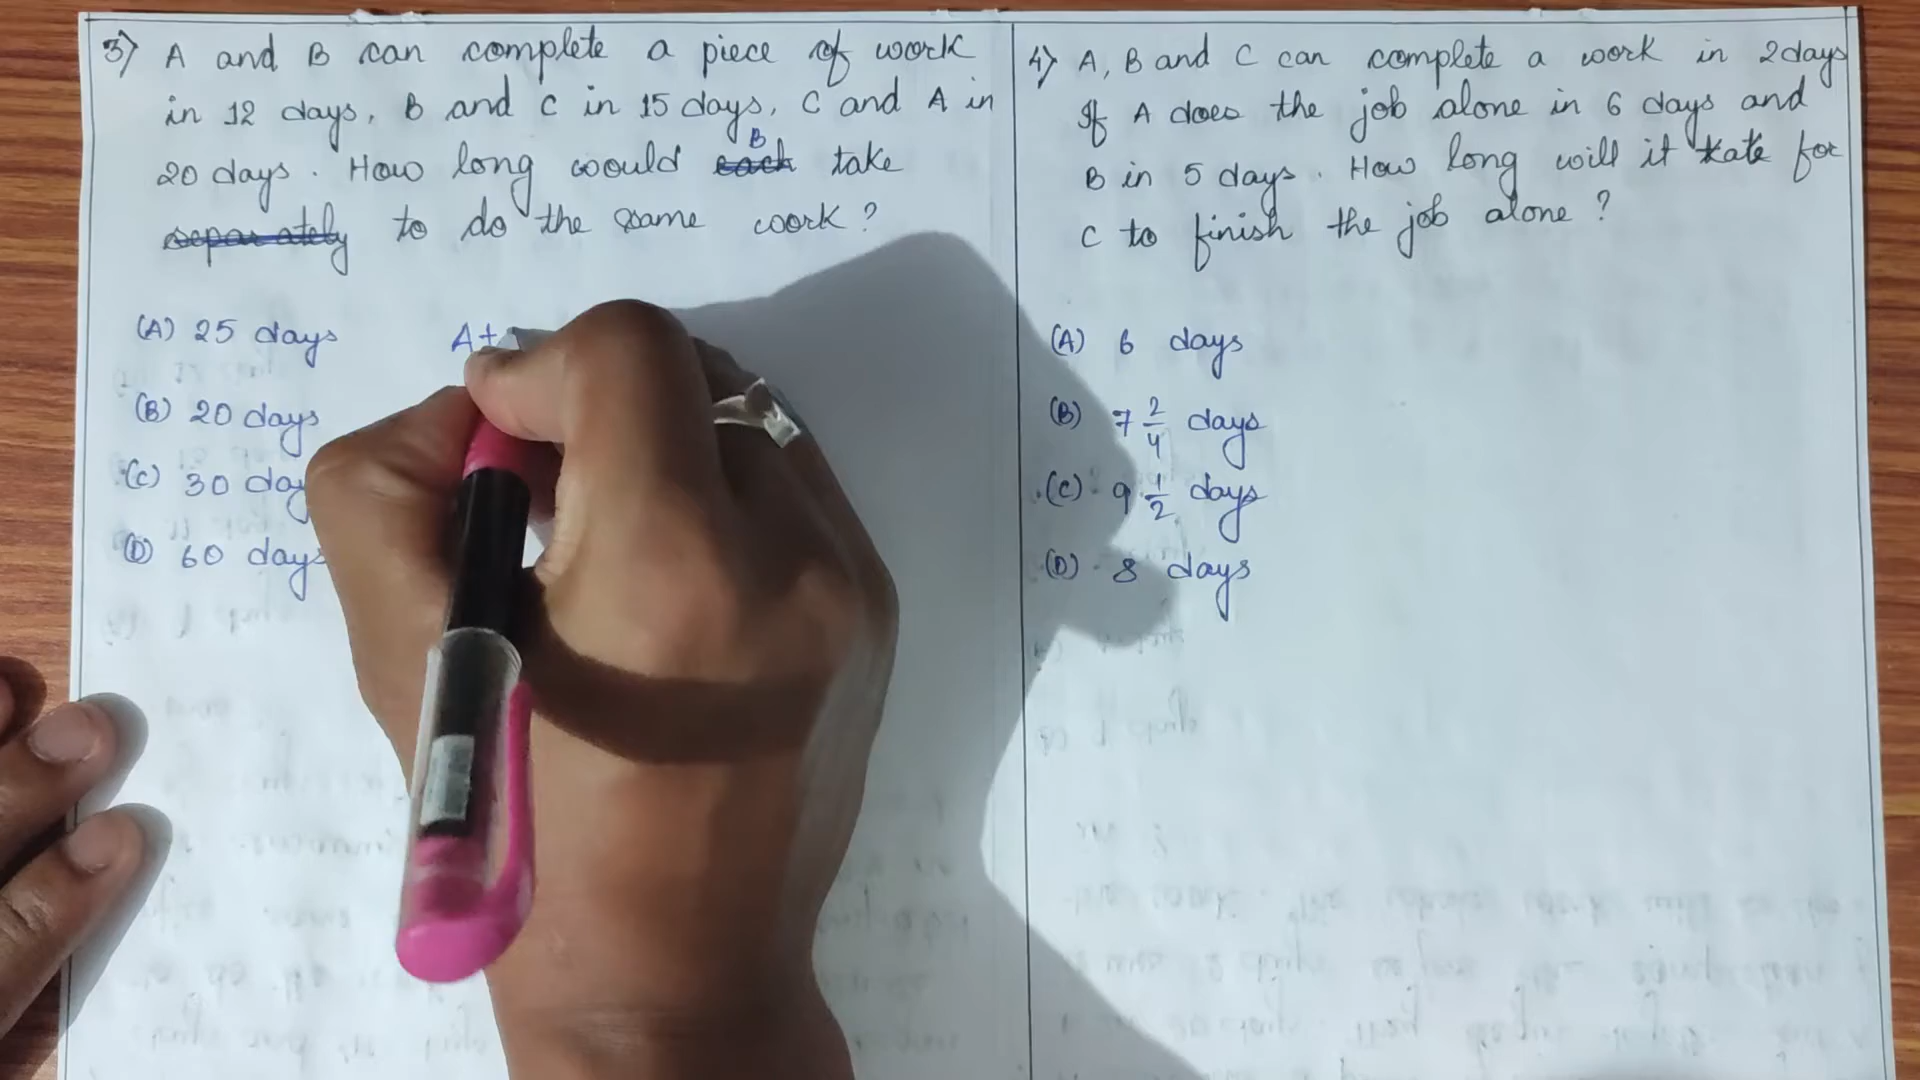 3) A and B can complete a piece of work
in 12 days, B and C in 15 days, C and A in
B
20 days. How long would each take
separately to do the same work?
(A) 25 days
A+
(B) 20 days
(C) 30 day
(D) 60 days
4) A, B and C can complete a work in 2 days
If A does the job alone in 6 days and
B in 5 days. How long will it take for
C to finish the job alone?
(A) 6 days
(B) 7 2/4 days
(C) 9 1/2 days
(D) 8 days